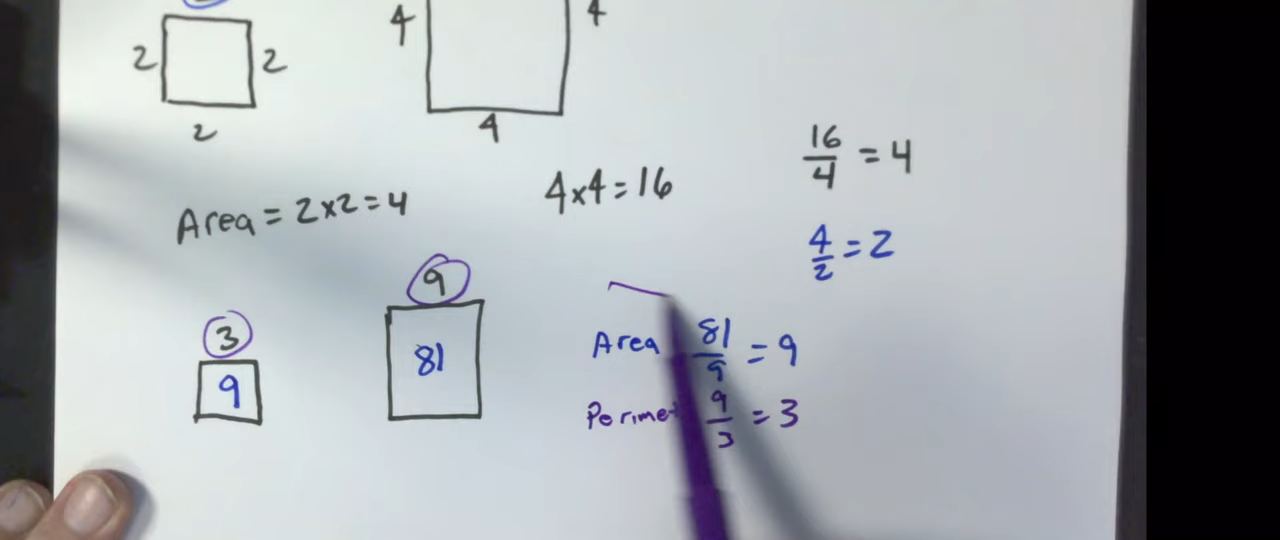 4 4
2 2
2 4
16/4 = 4
Area = 2x2 = 4
4x4 = 16
4/2 = 2
3
9
9
81
Area 81/9 = 9
Perimet 9/3 = 3